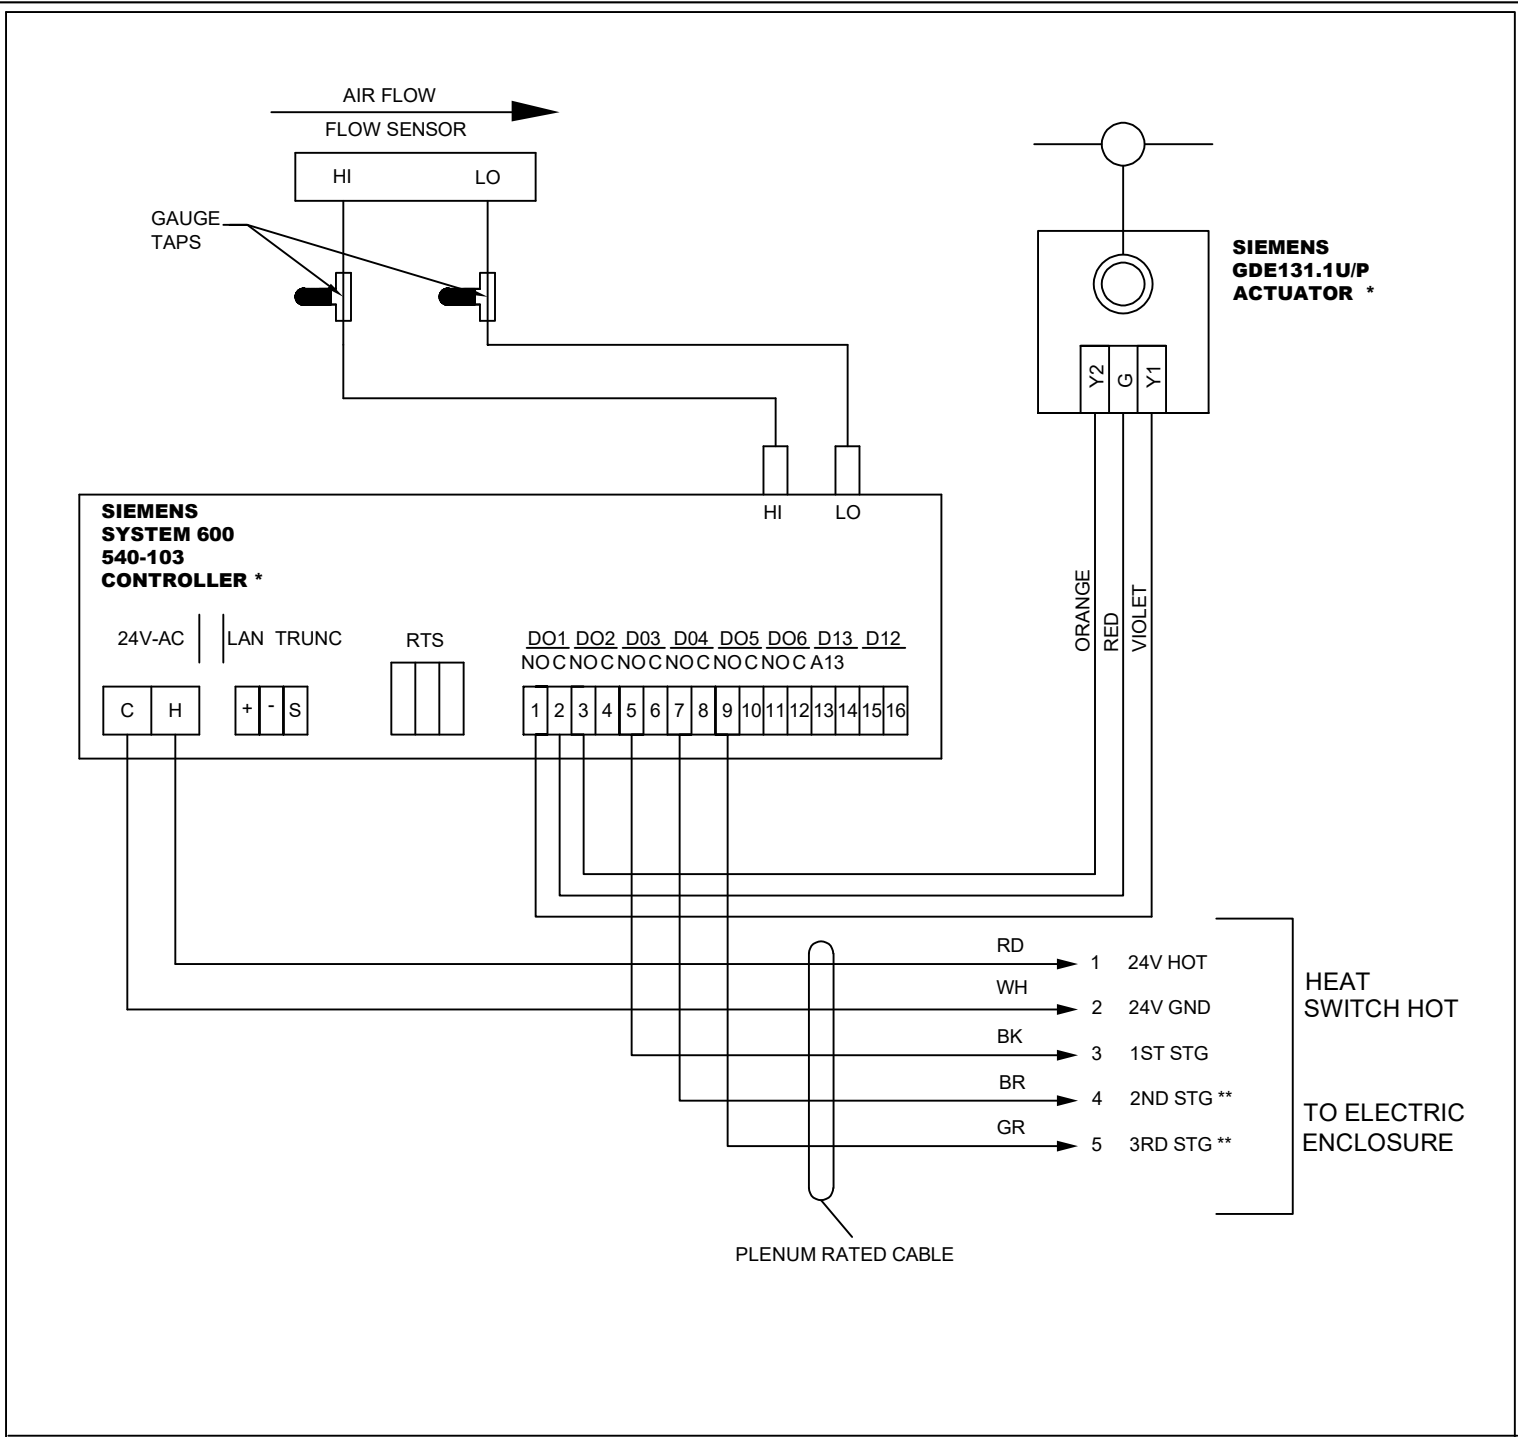 AIR FLOW
FLOW SENSOR
HI LO
GAUGE
TAPS
SIEMENS
GDE131.1U/P
ACTUATOR *
Y2 G Y1
HI LO
SIEMENS
SYSTEM 600
540-103
CONTROLLER *
ORANGE
RED
VIOLET
24V-AC LAN TRUNC RTS
DO1 DO2 D03 D04 DO5 DO6 D13 D12
NO C NO C NO C NO C NO C NO C A13
C H + - S 1 2 3 4 5 6 7 8 9 10 11 12 13 14 15 16
RD 1 24V HOT
WH 2 24V GND
BK 3 1ST STG
BR 4 2ND STG **
GR 5 3RD STG **
HEAT
SWITCH HOT
TO ELECTRIC
ENCLOSURE
PLENUM RATED CABLE